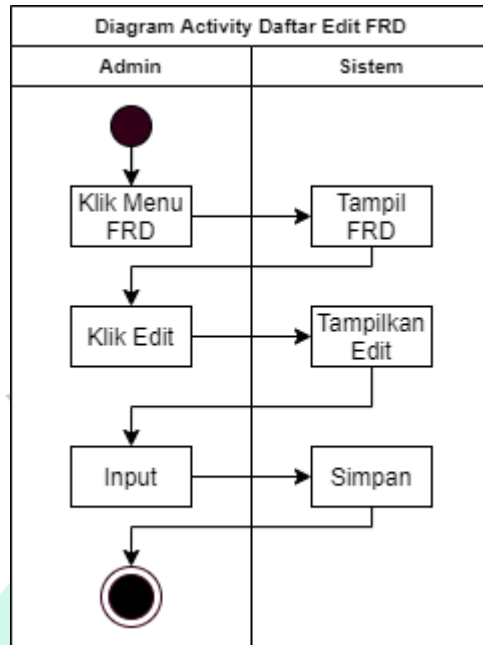 Diagram Activity Daftar Edit FRD
Admin
Sistem
Klik Menu
FRD
Tampil
FRD
Klik Edit
Tampilkan
Edit
Input
Simpan